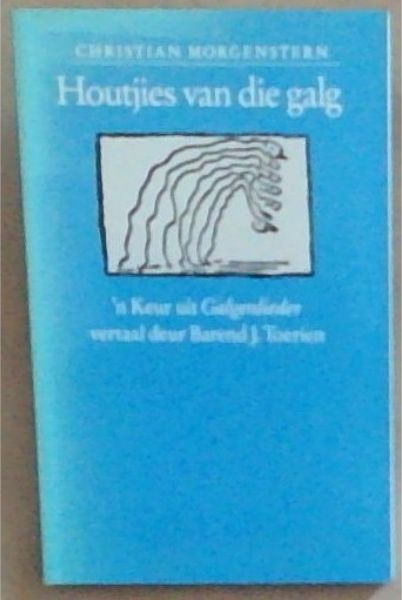 CHRISTIAN MORGENSTERN
Houtjies van die galg
'n Keur uit Galgenlieder
vertaal deur Barend J. Toerien